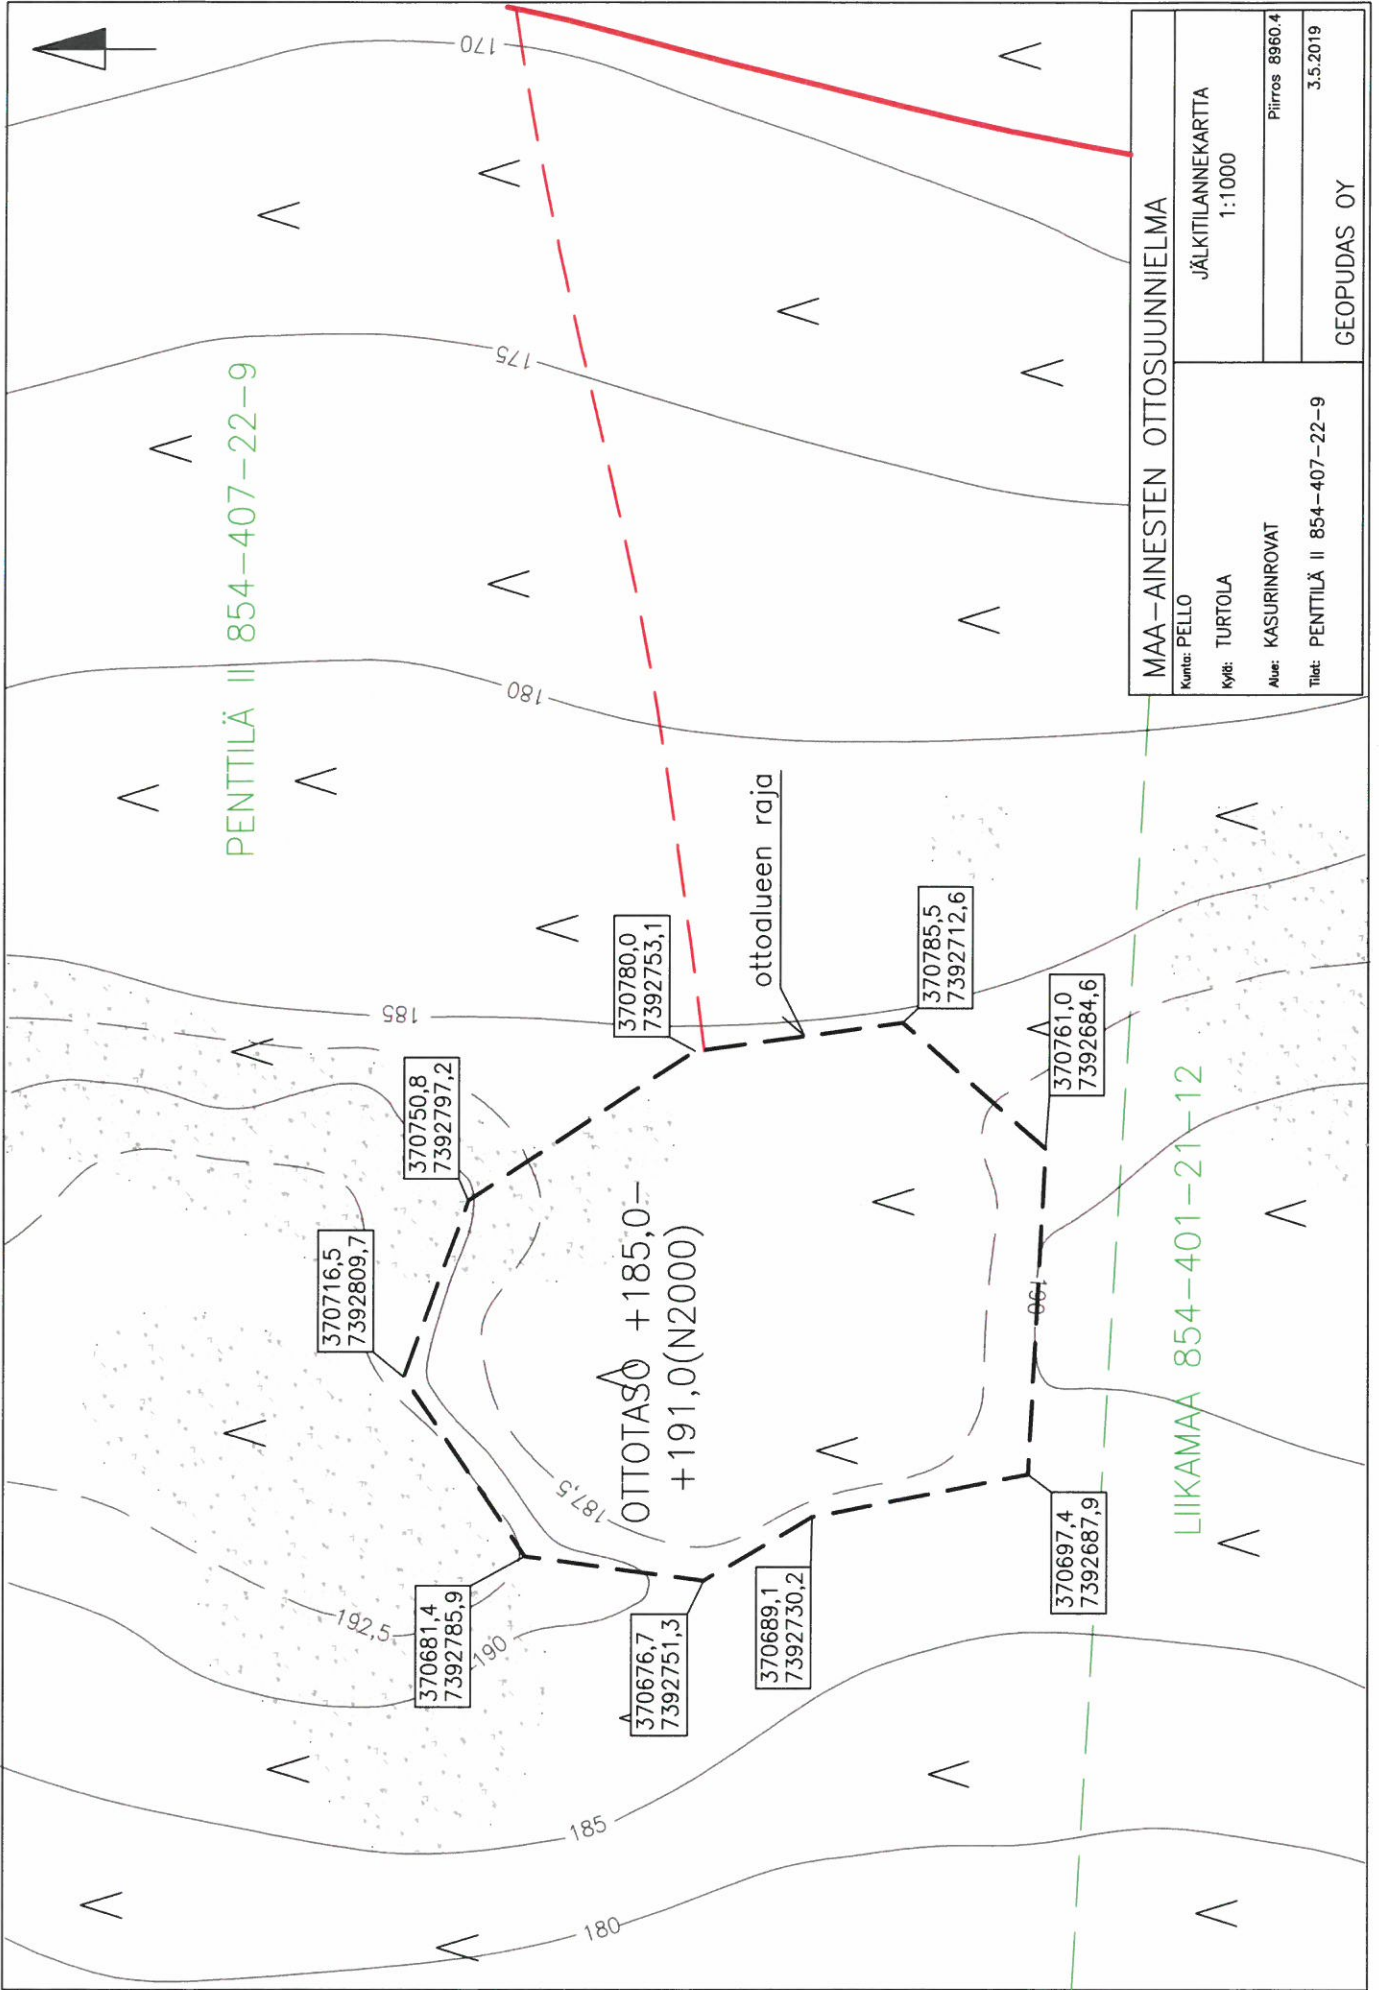 170
175
180
185
PENTTILÄ II 854-407-22-9
370716,5
7392809,7
370750,8
7392797,2
370780,0
7392753,1
ottoalueen raja
370785,5
7392712,6
370761,0
7392684,6
370681,4
7392785,9
370676,7
7392751,3
370689,1
7392730,2
370697,4
7392687,9
192,5
190
187,5
190
185
180
OTTOTASO +185,0-
+191,0(N2000)
LIIKAMAA 854-401-21-12
MAA-AINESTEN OTTOSUUNNIELMA
Kunta: PELLO
Kylä: TURTOLA
Alue: KASURINROVAT
Tilat: PENTTILÄ II 854-407-22-9
JÄLKITILANNEKARTTA
1:1000
Piirros 8960.4
3.5.2019
GEOPUDAS OY